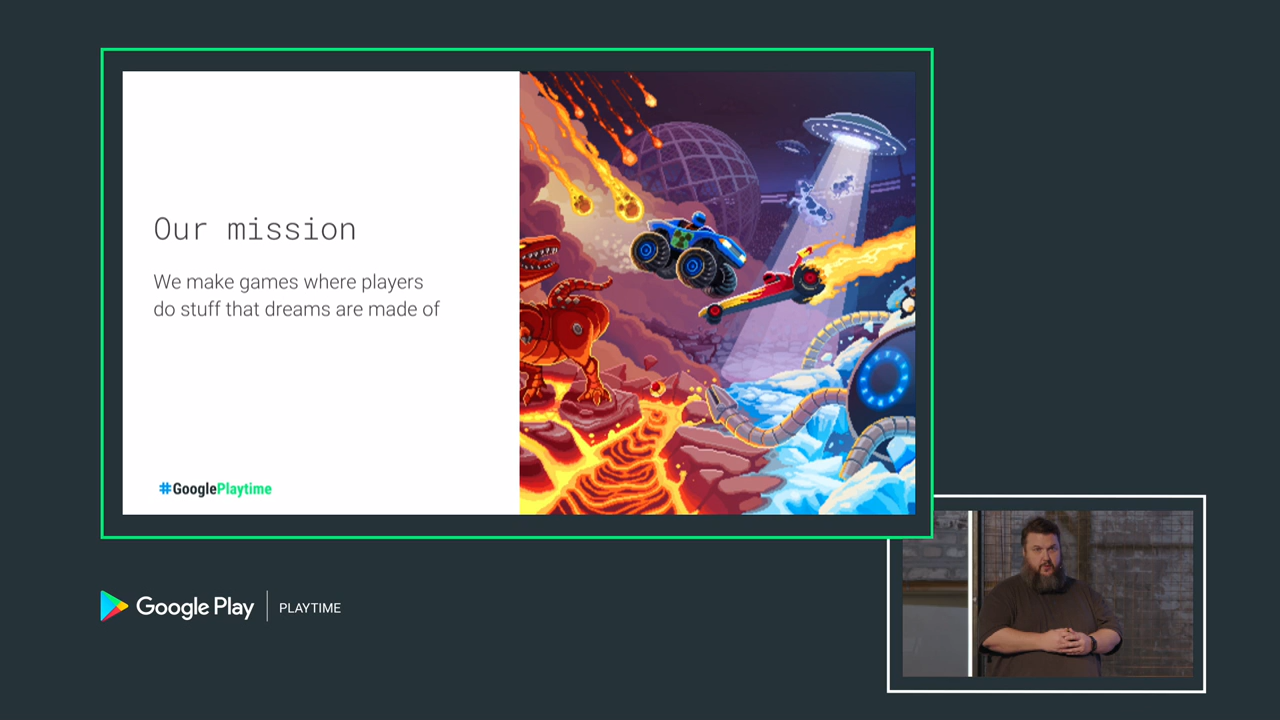 Our mission
We make games where players
do stuff that dreams are made of
#GooglePlaytime
Google Play
PLAYTIME